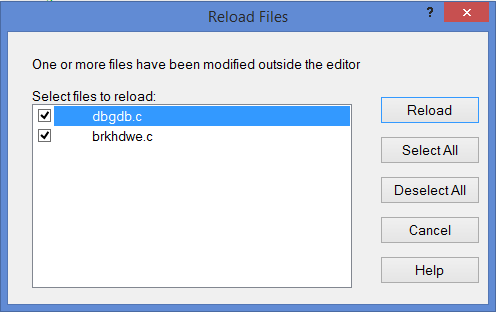 Reload Files
?
One or more files have been modified outside the editor
Select files to reload:
dbgdb.c
brkhdwe.c
Reload
Select All
Deselect All
Cancel
Help